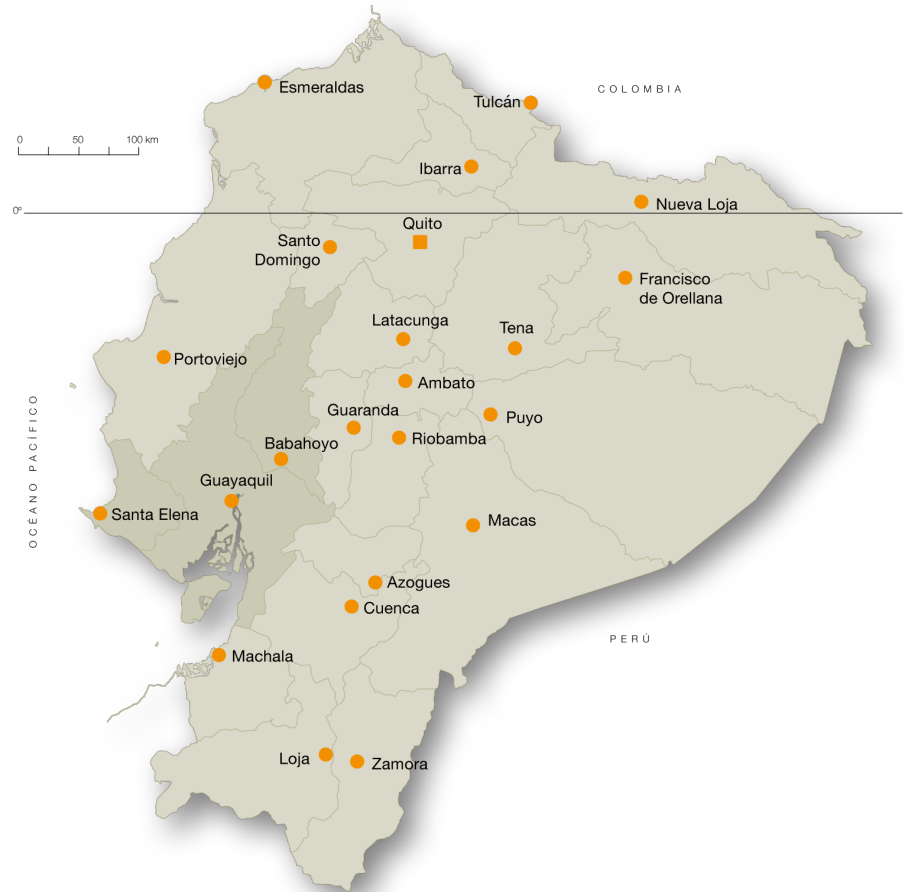 Esmeraldas
COLOMBIA
Tulcán
0
50
100 km
Ibarra
Nueva Loja
0º
Quito
Santo
Domingo
Francisco
de Orellana
Latacunga
Tena
Portoviejo
Ambato
OCÉANO PACÍFICO
Guaranda
Puyo
Babahoyo
Riobamba
Guayaquil
Santa Elena
Macas
Azogues
Cuenca
PERÚ
Machala
Loja
Zamora